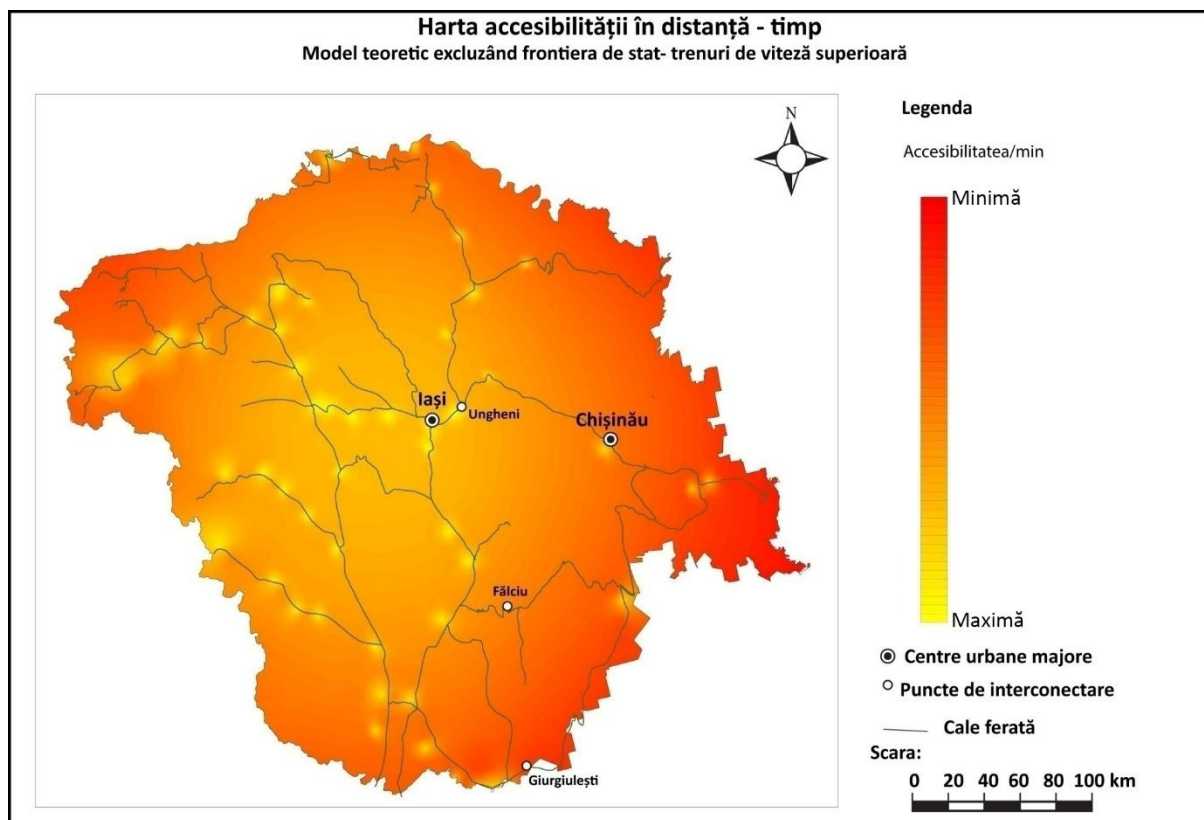 Harta accesibilității în distanță - timp
Model teoretic excluzând frontiera de stat- trenuri de viteză superioară
N
Legenda
Accesibilitatea/min
Minimă
Iași
Ungheni
Chișinău
Fălciu
Maximă
Centre urbane majore
Puncte de interconectare
Cale ferată
Scara:
Giurgiulești
0 20 40 60 80 100 km